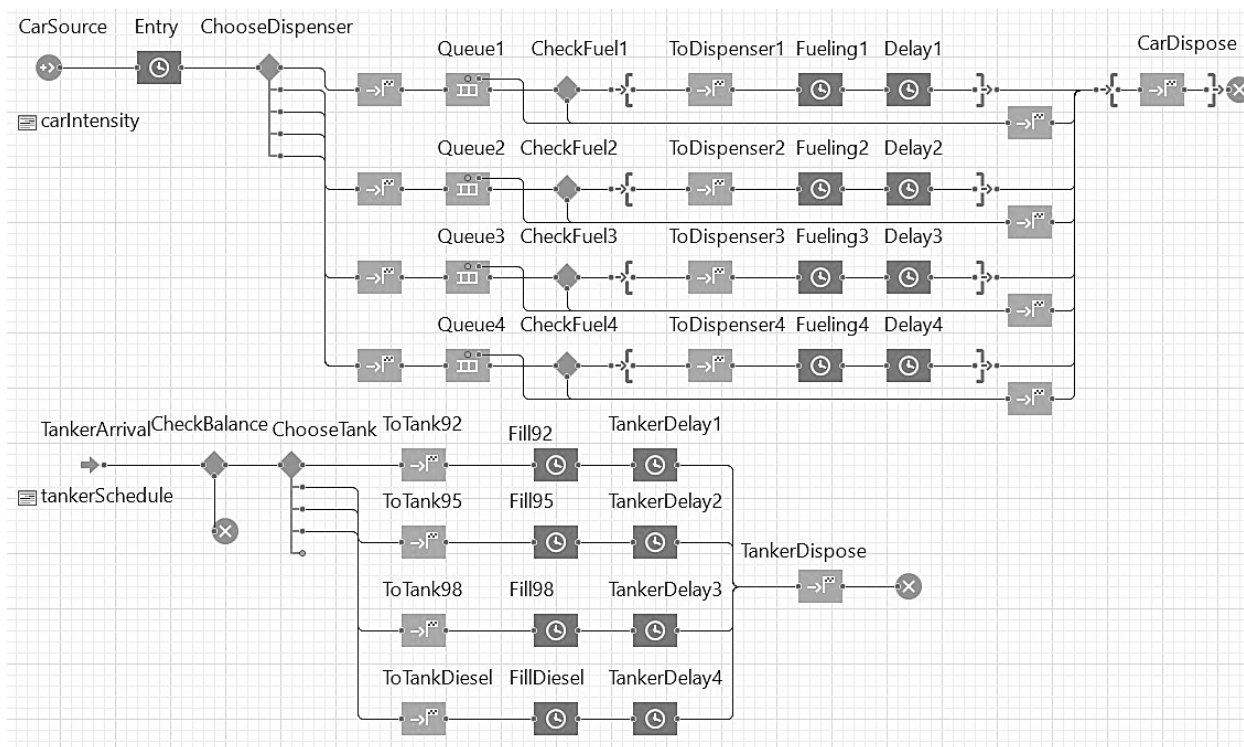 CarSource Entry ChooseDispenser
Queue1 CheckFuel1 ToDispenser1 Fueling1 Delay1 CarDispose
carIntensity
Queue2 CheckFuel2 ToDispenser2 Fueling2 Delay2
Queue3 CheckFuel3 ToDispenser3 Fueling3 Delay3
Queue4 CheckFuel4 ToDispenser4 Fueling4 Delay4
TankerArrival CheckBalance ChooseTank ToTank92 Fill92 TankerDelay1
tankerSchedule ToTank95 Fill95 TankerDelay2
TankerDispose
ToTank98 Fill98 TankerDelay3
ToTankDiesel FillDiesel TankerDelay4